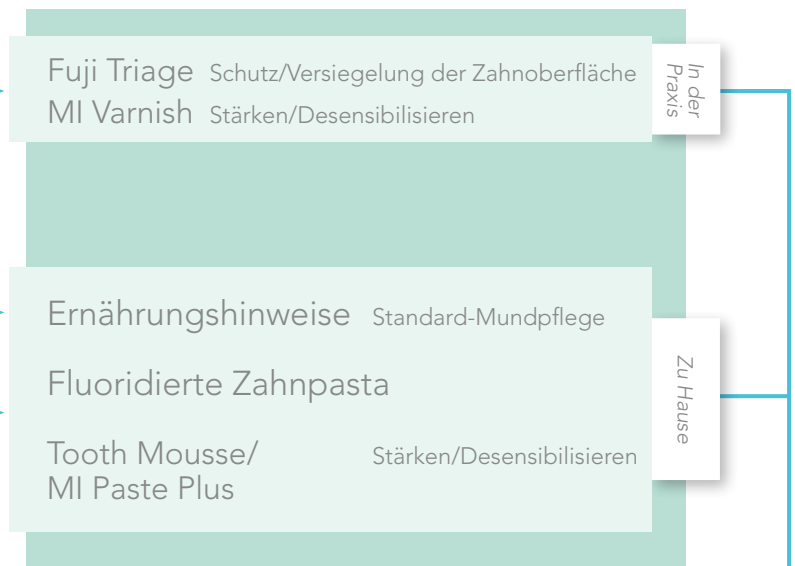 Fuji Triage Schutz/Versiegelung der Zahnoberfläche
MI Varnish Stärken/Desensibilisieren
In der
Praxis
Ernährungshinweise Standard-Mundpflege
Fluoridierte Zahnpasta
Tooth Mousse/ Stärken/Desensibilisieren
MI Paste Plus
Zu Hause